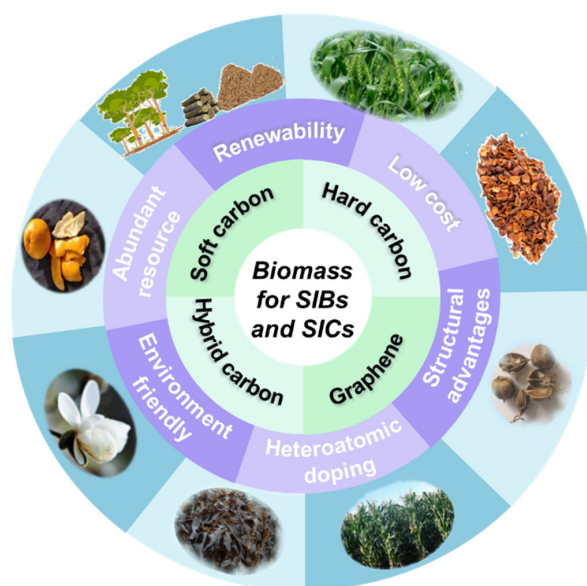 Biomass
for SIBs
and SICs
Soft carbon
Hard carbon
Graphene
Hybrid carbon
Renewability
Low cost
Structural
advantages
Heteroatomic
doping
Environment
friendly
Abundant
resource